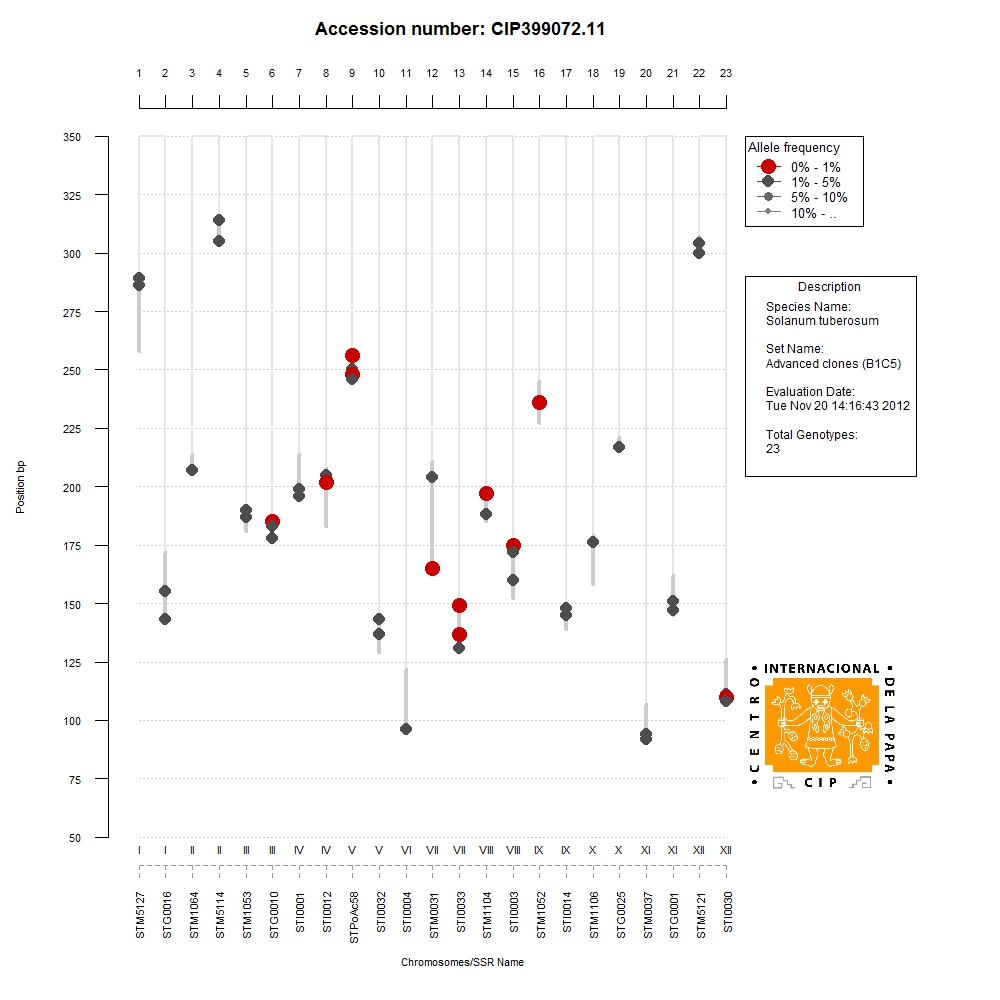 Accession number: CIP399072.11
1 2 3 4 5 6 7 8 9 10 11 12 13 14 15 16 17 18 19 20 21 22 23
350
325
300
275
250
225
200
175
150
125
100
75
50
Position bp
Allele frequency
0% - 1%
1% - 5%
5% - 10%
10% - ..
Description
Species Name:
Solanum tuberosum
Set Name:
Advanced clones (B1C5)
Evaluation Date:
Tue Nov 20 14:16:43 2012
Total Genotypes:
23
• CENTRO • INTERNACIONAL • DE LA PAPA •
CIP
I I II II III III IV IV V V VI VII VII VIII VIII IX IX X X XI XI XII XII
STM5127
STG0016
STM1064
STM5114
STM1053
STG0010
STI0001
STI0012
STPoAc58
STI0032
STI0004
STM0031
STI0033
STM1104
STI0003
STM1052
STI0014
STM1106
STG0025
STM0037
STG0001
STM5121
STI0030
Chromosomes/SSR Name